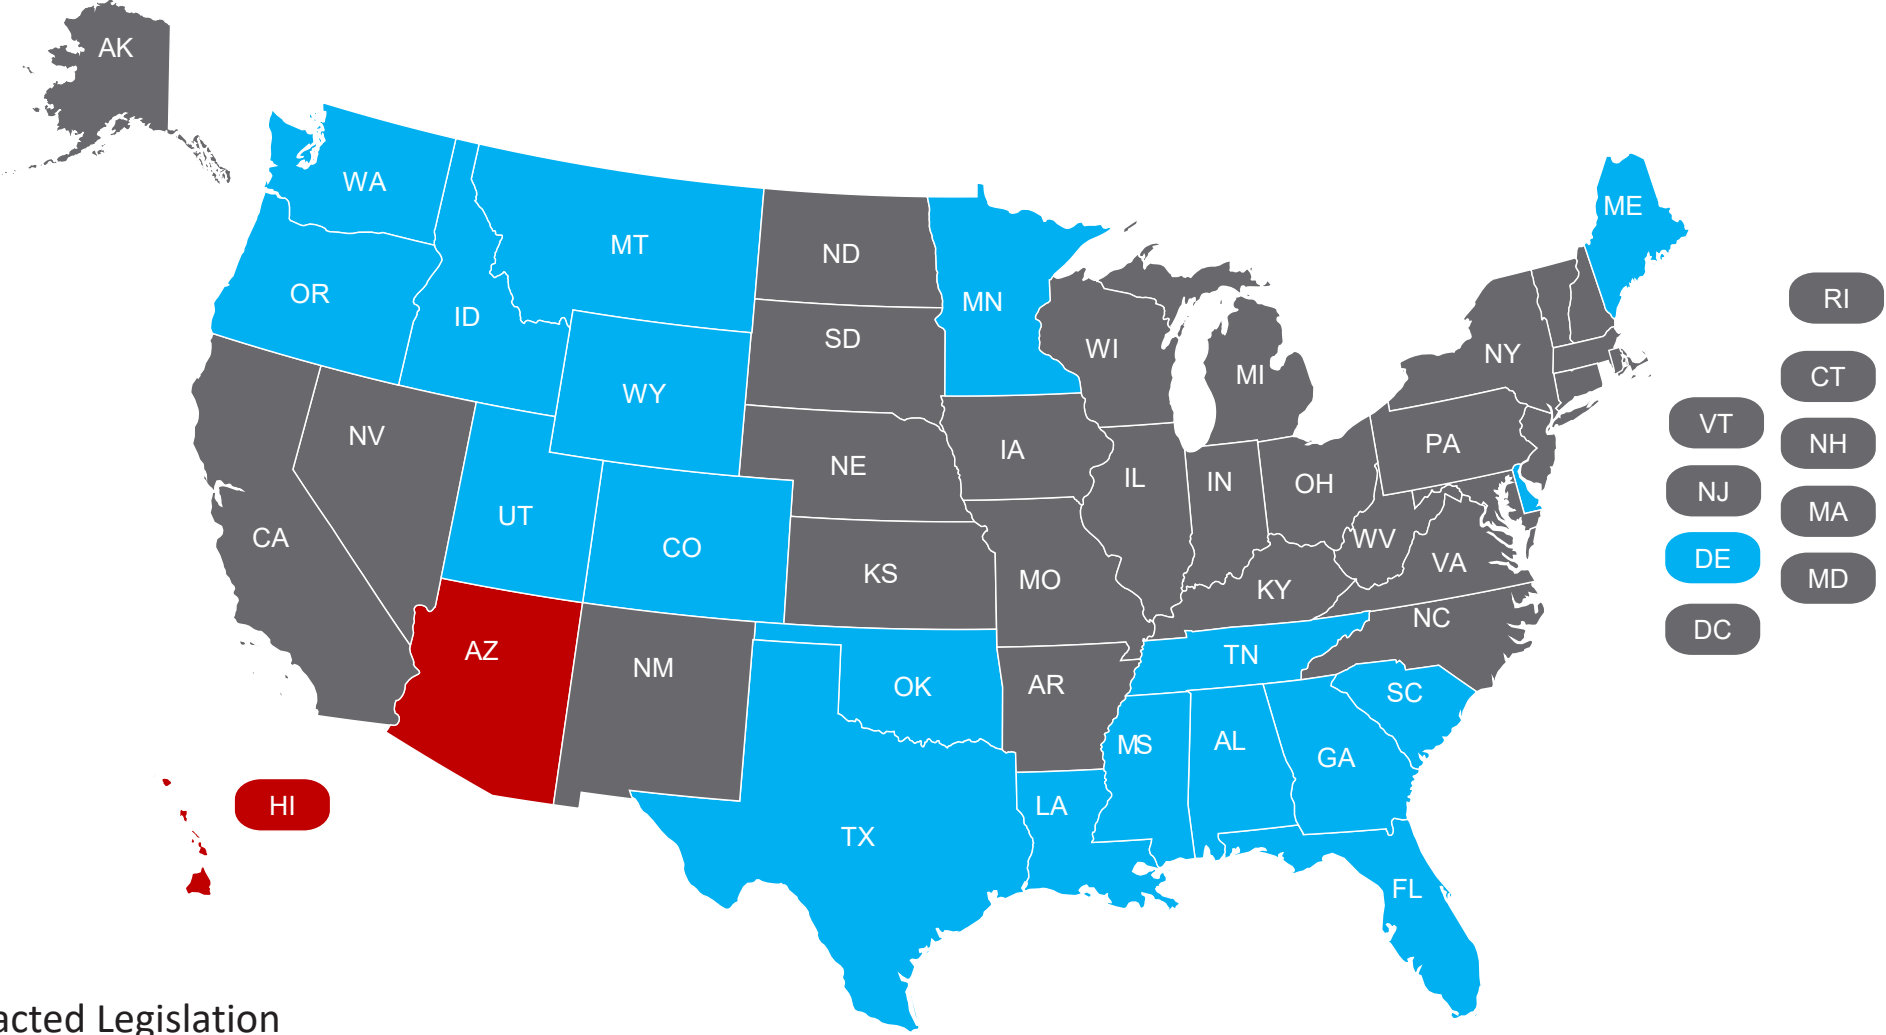 AK
WA
ME
MT
ND
OR
RI
MN
ID
SD
WI
NY
MI
CT
WY
VT
NV
PA
NH
IA
NE
IL
IN
OH
NJ
UT
MA
CA
WV
CO
DE
VA
KS
MO
MD
KY
NC
DC
AZ
TN
NM
AR
OK
SC
AL
MS
GA
HI
LA
TX
FL
acted Legislation